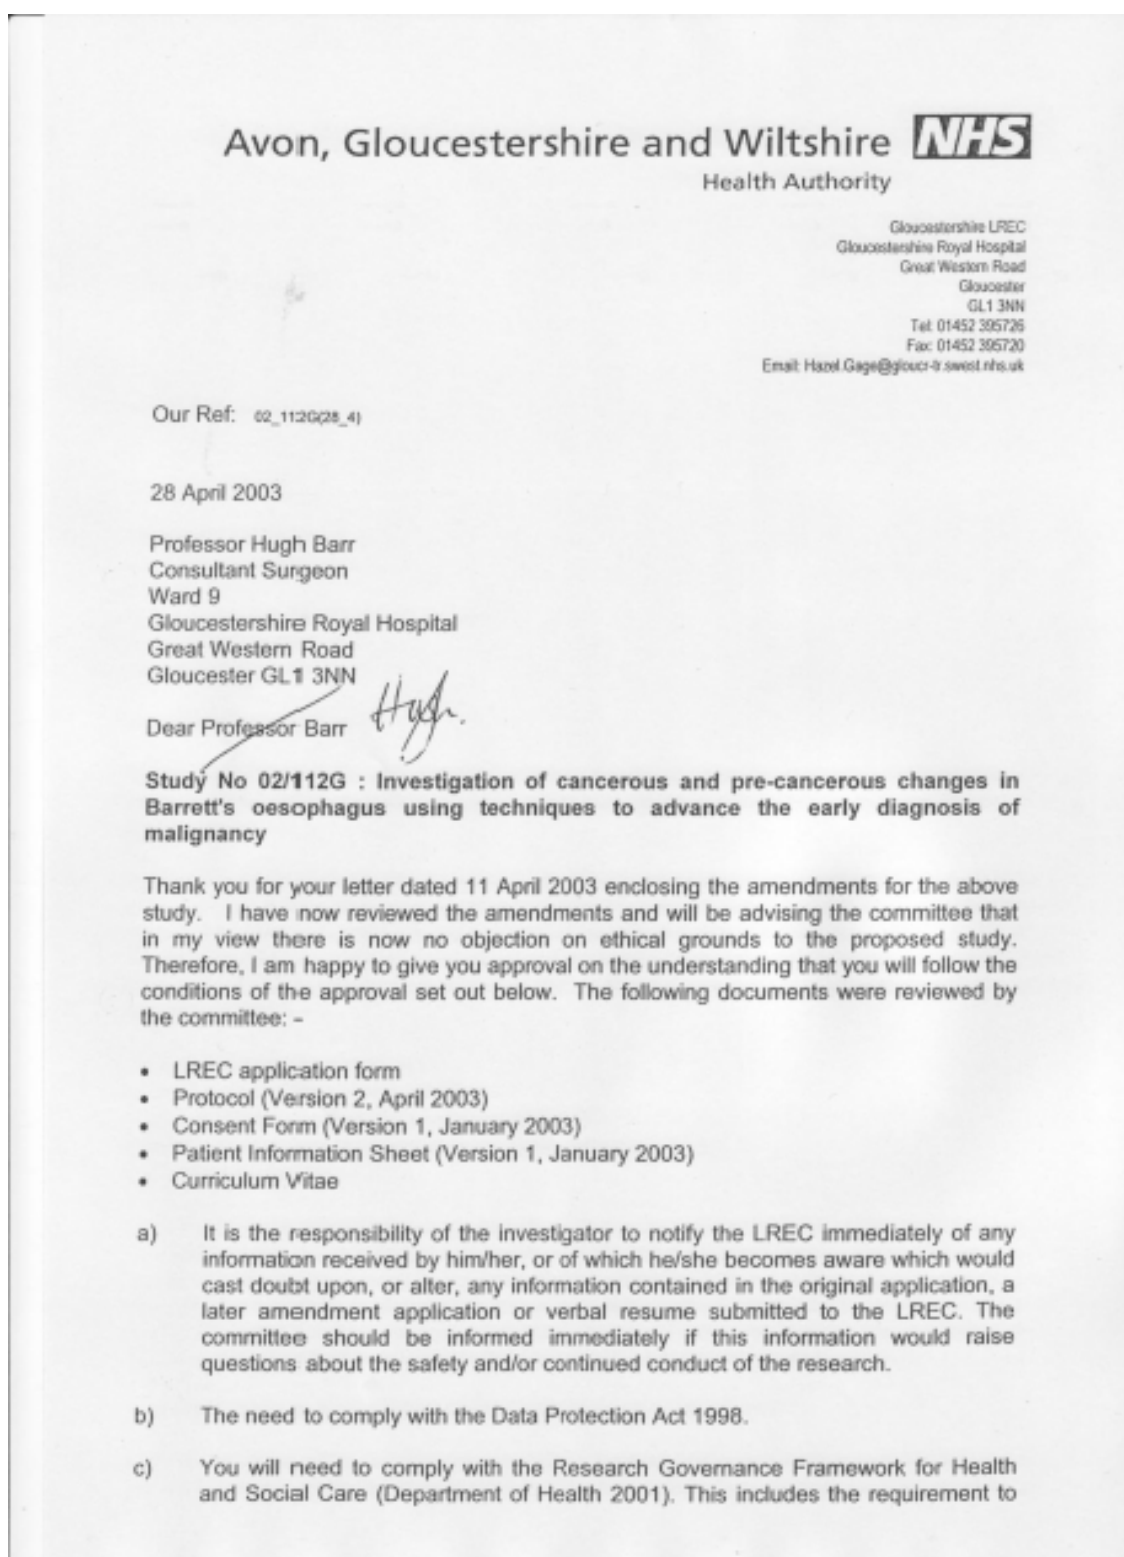 Avon, Gloucestershire and Wiltshire NHS
Health Authority
Gloucestershire LREC
Gloucestershire Royal Hospital
Great Western Road
Gloucester
GL1 3NN
Tel: 01452 395726
Fax: 01452 395720
Email: Hazel.Gage@gloucr-tr.swest.nhs.uk
Our Ref: 02_112G(28_4)
28 April 2003
Professor Hugh Barr
Consultant Surgeon
Ward 9
Gloucestershire Royal Hospital
Great Western Road
Gloucester GL1 3NN
Dear Professor Barr Hugh.
Study No 02/112G : Investigation of cancerous and pre-cancerous changes in
Barrett's oesophagus using techniques to advance the early diagnosis of
malignancy
Thank you for your letter dated 11 April 2003 enclosing the amendments for the above
study. I have now reviewed the amendments and will be advising the committee that
in my view there is now no objection on ethical grounds to the proposed study.
Therefore, I am happy to give you approval on the understanding that you will follow the
conditions of the approval set out below. The following documents were reviewed by
the committee: –
• LREC application form
• Protocol (Version 2, April 2003)
• Consent Form (Version 1, January 2003)
• Patient Information Sheet (Version 1, January 2003)
• Curriculum Vitae
a) It is the responsibility of the investigator to notify the LREC immediately of any
information received by him/her, or of which he/she becomes aware which would
cast doubt upon, or alter, any information contained in the original application, a
later amendment application or verbal resume submitted to the LREC. The
committee should be informed immediately if this information would raise
questions about the safety and/or continued conduct of the research.
b) The need to comply with the Data Protection Act 1998.
c) You will need to comply with the Research Governance Framework for Health
and Social Care (Department of Health 2001). This includes the requirement to